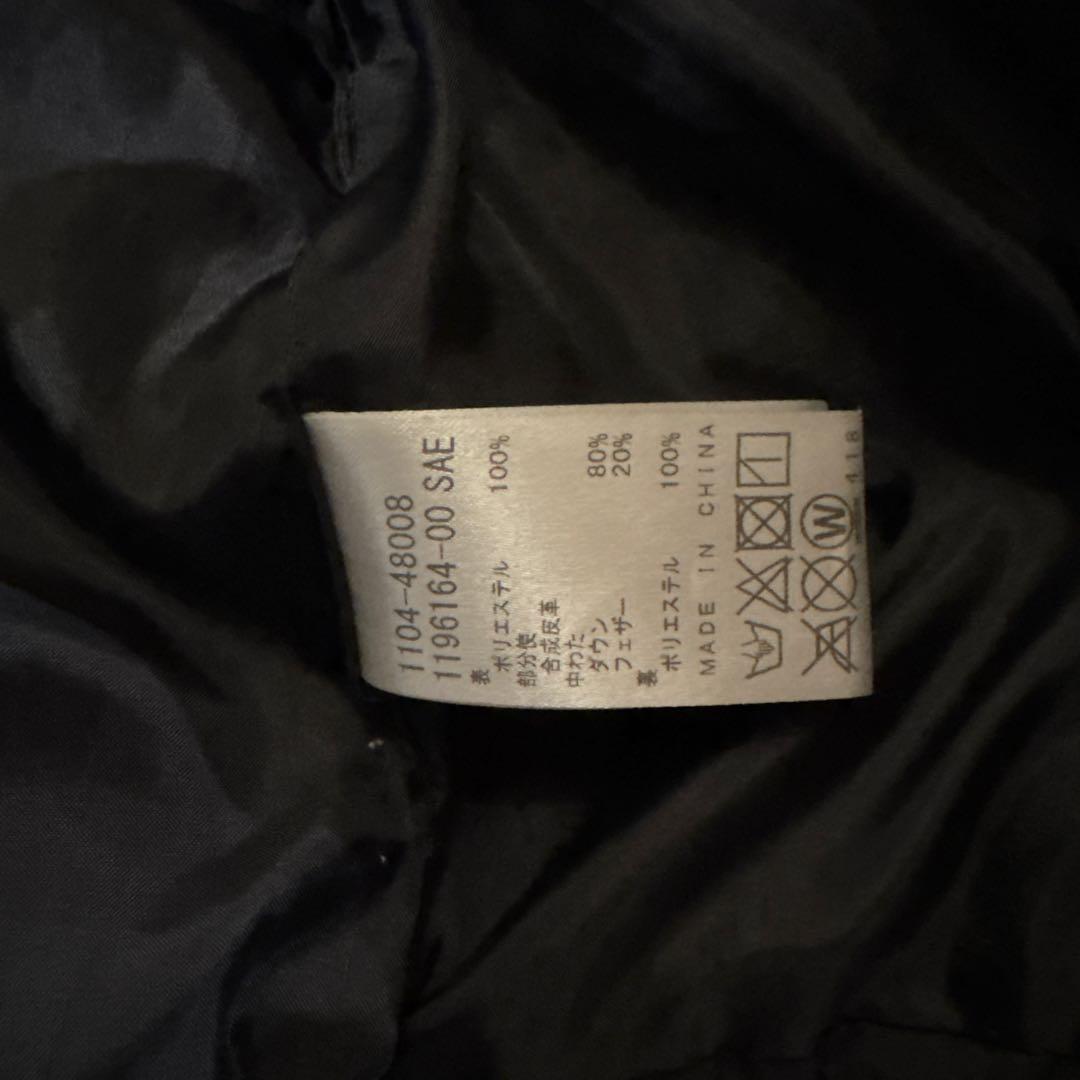 1104-48008
1196164-00 SAE
表
ポリエステル 100%
部分使
合成皮革
中わた
ダウン 80%
フェザー 20%
裏
ポリエステル 100%
MADE IN CHINA
W
418